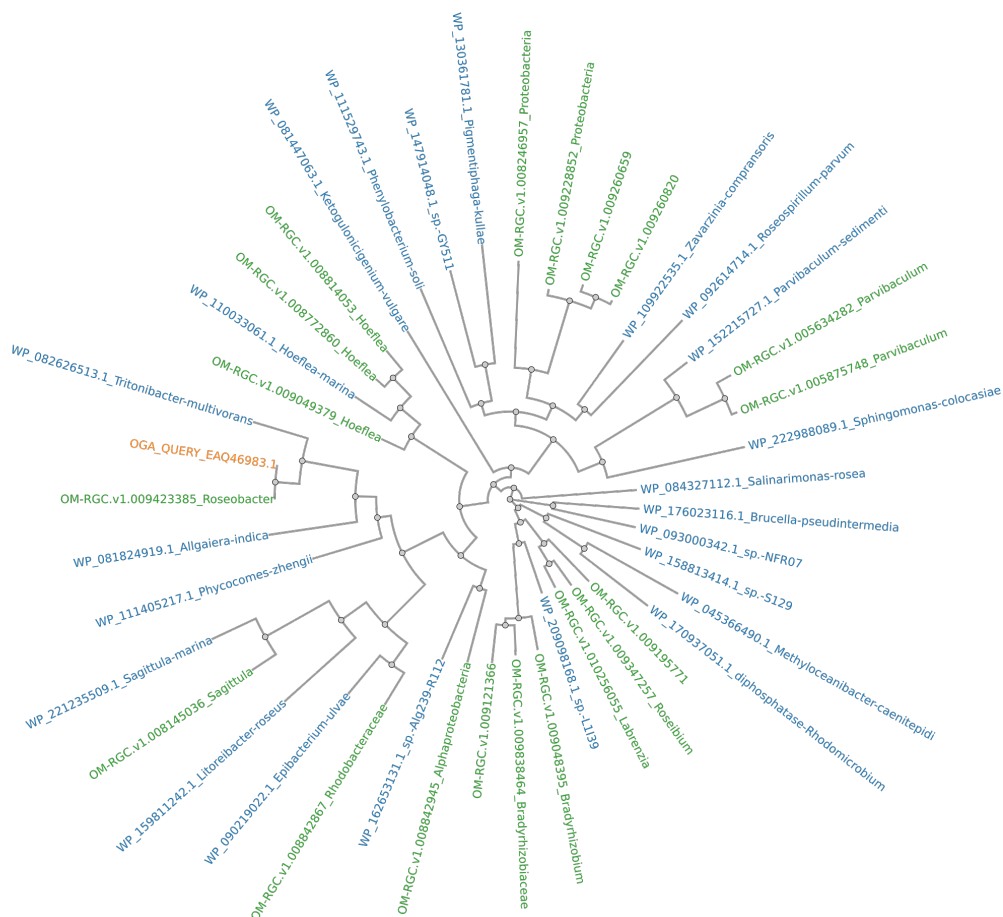 WP_130361781.1_Pigmentiphaga-kullae
OM-RGC.v1.008246957_Proteobacteria
OM-RGC.v1.009228852_Proteobacteria
OM-RGC.v1.009260659
OM-RGC.v1.009260820
WP_109922535.1_Zavarzinia-compransoris
WP_092614714.1_Roseospirillum-parvum
WP_152215727.1_Parvibaculum-sedimenti
OM-RGC.v1.005634282_Parvibaculum
OM-RGC.v1.005875748_Parvibaculum
WP_222988089.1_Sphingomonas-colocasiae
WP_084327112.1_Salinarimonas-rosea
WP_176023116.1_Brucella-pseudintermedia
WP_093000342.1_sp.-NFR07
WP_158813414.1_sp.-S129
WP_045366490.1_Methyloceanibacter-caenitepidi
WP_170937051.1_diphosphatase-Rhodomicrobium
OM-RGC.v1.009195771
OM-RGC.v1.009347257_Roseibium
OM-RGC.v1.010256055_Labrenzia
WP_209098168.1_sp.-L1I39
OM-RGC.v1.009048395_Bradyrhizobium
OM-RGC.v1.009838464_Bradyrhizobiaceae
OM-RGC.v1.009121366
OM-RGC.v1.008842945_Alphaproteobacteria
WP_162653131.1_sp.-Alg239-R112
OM-RGC.v1.008842867_Rhodobacteraceae
WP_090219022.1_Epibacterium-ulvae
WP_159811242.1_Litoreibacter-roseus
OM-RGC.v1.008145036_Sagittula
WP_221235509.1_Sagittula-marina
WP_111405217.1_Phycocomes-zhengii
WP_081824919.1_Allgaiera-indica
OM-RGC.v1.009423385_Roseobacter
OGA_QUERY_EAQ46983.1
WP_082626513.1_Tritonibacter-multivorans
OM-RGC.v1.009049379_Hoeflea
WP_110033061.1_Hoeflea-marina
OM-RGC.v1.008772860_Hoeflea
OM-RGC.v1.008814053_Hoeflea
WP_081447063.1_Ketogulonicigenium-vulgare
WP_111529743.1_Phenylobacterium-soli
WP_147914048.1_sp.-GY511